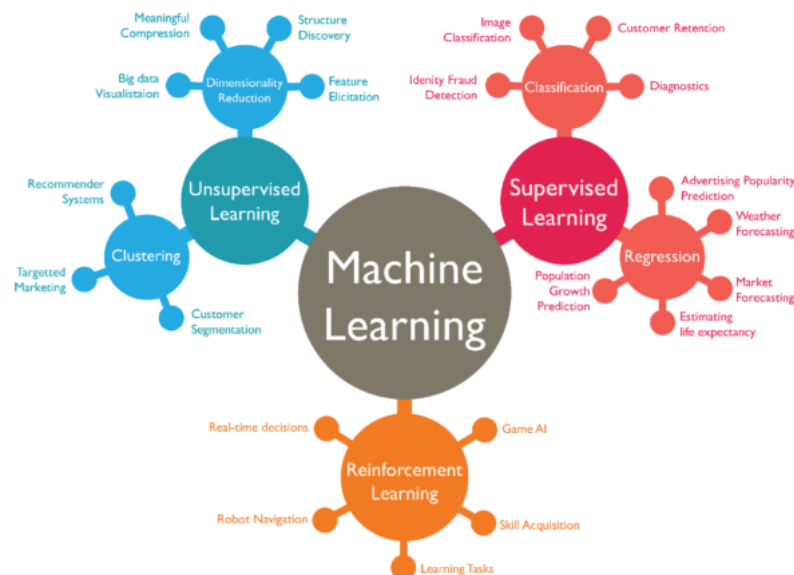 Meaningful
Compression
Structure
Discovery
Big data
Visualistaion
Dimensionality
Reduction
Feature
Elicitation
Unsupervised
Learning
Recommender
Systems
Clustering
Targetted
Marketing
Customer
Segmentation
Machine
Learning
Image
Classification
Customer Retention
Idenity Fraud
Detection
Classification
Diagnostics
Supervised
Learning
Advertising Popularity
Prediction
Weather
Forecasting
Regression
Population
Growth
Prediction
Market
Forecasting
Estimating
life expectancy
Real-time decisions
Game AI
Reinforcement
Learning
Robot Navigation
Skill Acquisition
Learning Tasks